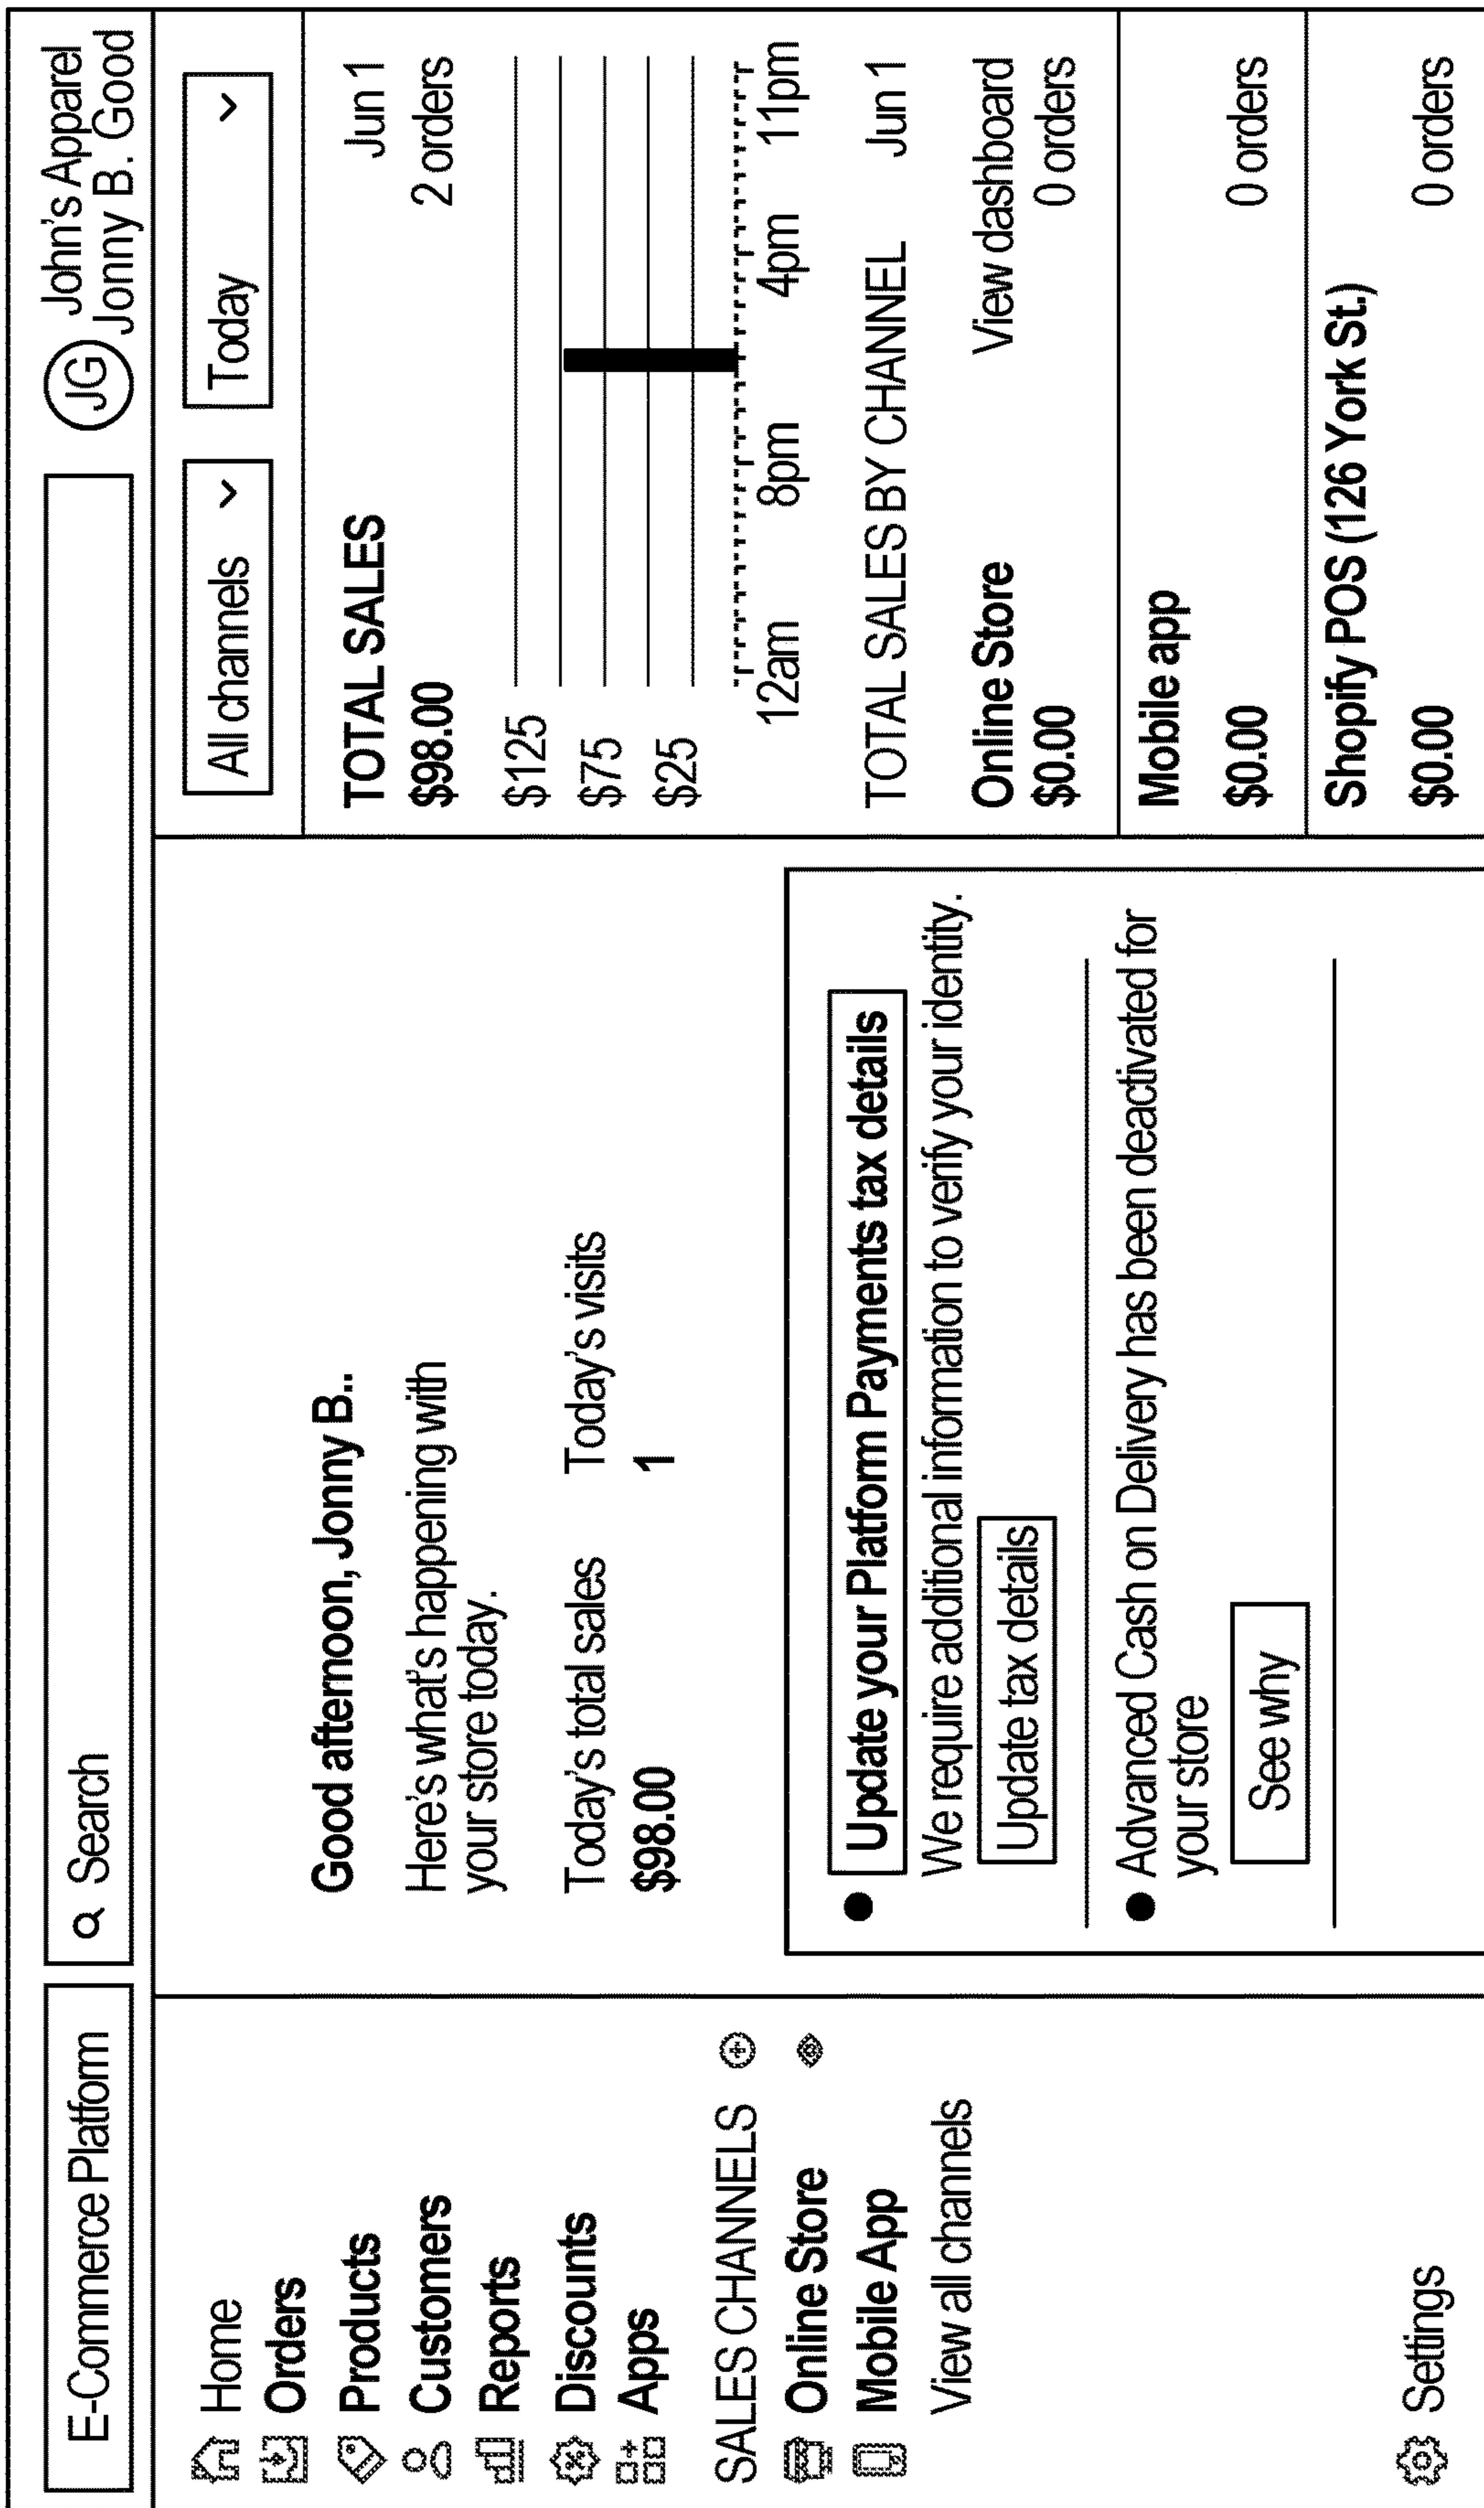 E-Commerce Platform
Search
JG
John's Apparel
Jonny B. Good
Home
Orders
Products
Customers
Reports
Discounts
Apps
SALES CHANNELS
Online Store
Mobile App
View all channels
Settings
Good afternoon, Jonny B..
Here's what's happening with
your store today.
Today's total sales Today's visits
$98.00 1
Update your Platform Payments tax details
We require additional information to verify your identity.
Update tax details
Advanced Cash on Delivery has been deactivated for
your store
See why
All channels Today
TOTAL SALES Jun 1
$98.00 2 orders
$125
$75
$25
12am 8pm 4pm 11pm
TOTAL SALES BY CHANNEL Jun 1
Online Store View dashboard
$0.00 0 orders
Mobile app
$0.00 0 orders
Shopify POS (126 York St.)
$0.00 0 orders